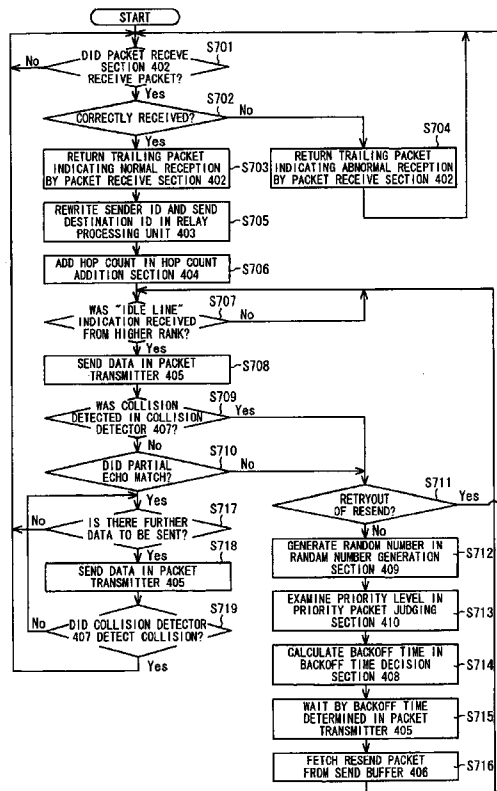 START
S701
No
DID PACKET RECEVE
SECTION 402
RECEIVE PACKET?
Yes
S702
CORRECTLY RECEIVED?
No
Yes
S704
RETURN TRAILING PACKET
INDICATING NORMAL RECEPTION
BY PACKET RECEIVE SECTION 402
S703
RETURN TRAILING PACKET
INDICATING ABNORMAL RECEPTION
BY PACKET RECEIVE SECTION 402
REWRITE SENDER ID AND SEND
DESTINATION ID IN RELAY
PROCESSING UNIT 403
S705
ADD HOP COUNT IN HOP COUNT
ADDITION SECTION 404
S706
S707
WAS "IDLE LINE"
INDICATION RECEIVED
FROM HIGHER RANK?
No
Yes
SEND DATA IN PACKET
TRANSMITTER 405
S708
S709
WAS COLLISION
DETECTED IN COLLISION
DETECTOR 407?
Yes
No
S710
DID PARTIAL
ECHO MATCH?
No
Yes
S711
RETRYOUT
OF RESEND?
Yes
No
S717
No
IS THERE FURTHER
DATA TO BE SENT?
Yes
S718
SEND DATA IN PACKET
TRANSMITTER 405
S719
No
DID COLLISION DETECTOR
407 DETECT COLLISION?
Yes
GENERATE RANDOM NUMBER IN
RANDAM NUMBER GENERATION
SECTION 409
S712
EXAMINE PRIORITY LEVEL IN
PRIORITY PACKET JUDGING
SECTION 410
S713
CALCULATE BACKOFF TIME IN
BACKOFF TIME DECISION
SECTION 408
S714
WAIT BY BACKOFF TIME
DETERMINED IN PACKET
TRANSMITTER 405
S715
FETCH RESEND PACKET
FROM SEND BUFFER 406
S716